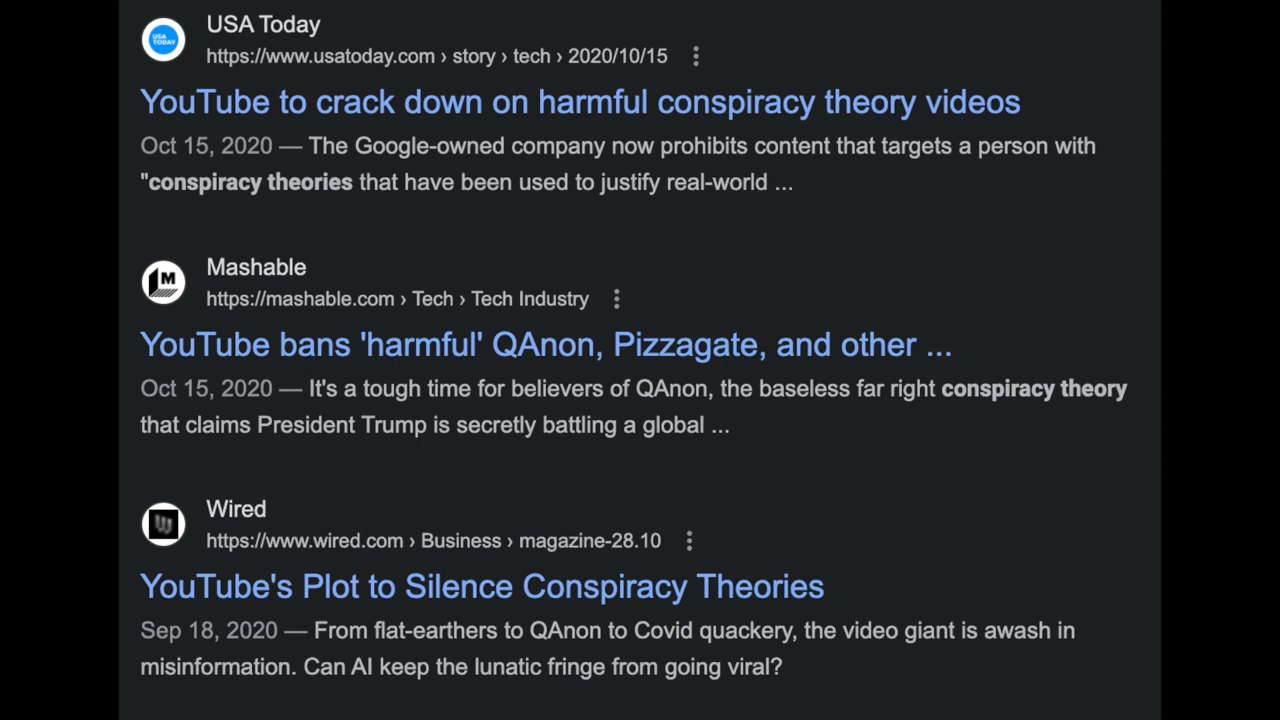 USA Today
USA
TODAY
https://www.usatoday.com › story › tech › 2020/10/15
YouTube to crack down on harmful conspiracy theory videos
Oct 15, 2020 — The Google-owned company now prohibits content that targets a person with
"conspiracy theories that have been used to justify real-world ...
Mashable
M
https://mashable.com › Tech › Tech Industry
YouTube bans 'harmful' QAnon, Pizzagate, and other ...
Oct 15, 2020 — It's a tough time for believers of QAnon, the baseless far right conspiracy theory
that claims President Trump is secretly battling a global ...
Wired
https://www.wired.com › Business › magazine-28.10
YouTube's Plot to Silence Conspiracy Theories
Sep 18, 2020 — From flat-earthers to QAnon to Covid quackery, the video giant is awash in
misinformation. Can AI keep the lunatic fringe from going viral?